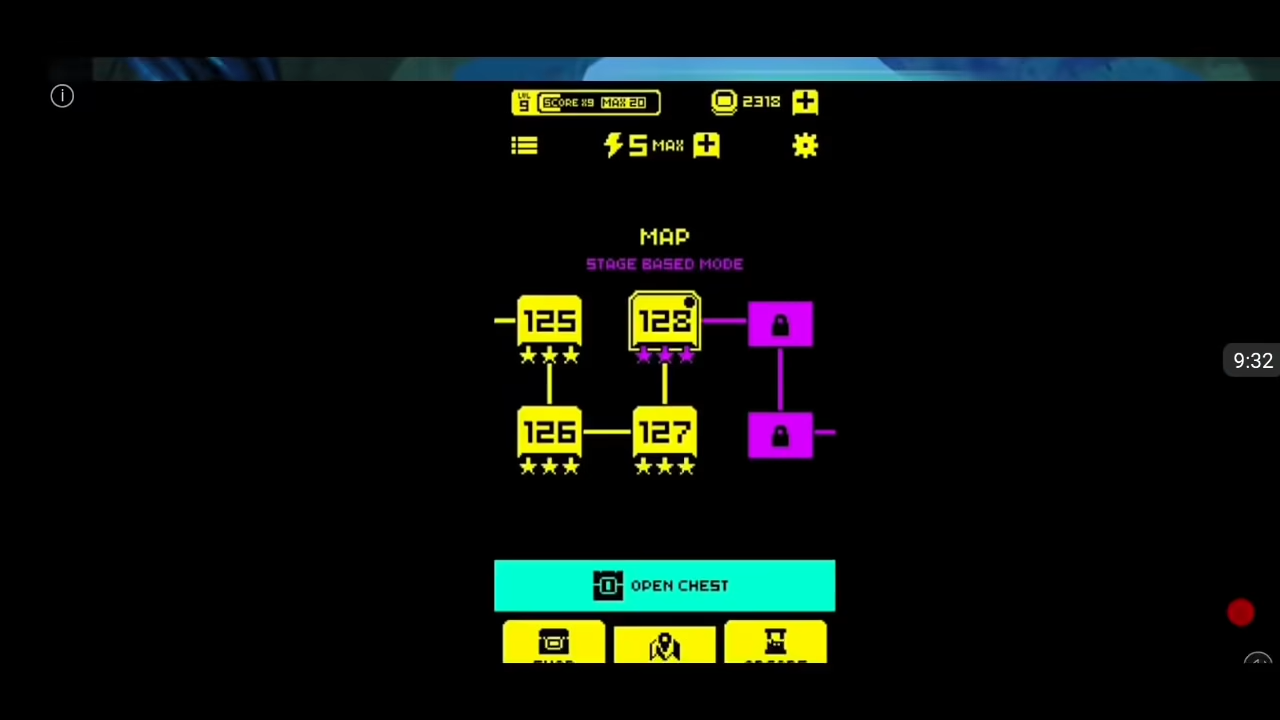 LVL 9 SCORE X9 MAX 20 2318
5 MAX
MAP
STAGE BASED MODE
125 128
9:32
126 127
OPEN CHEST